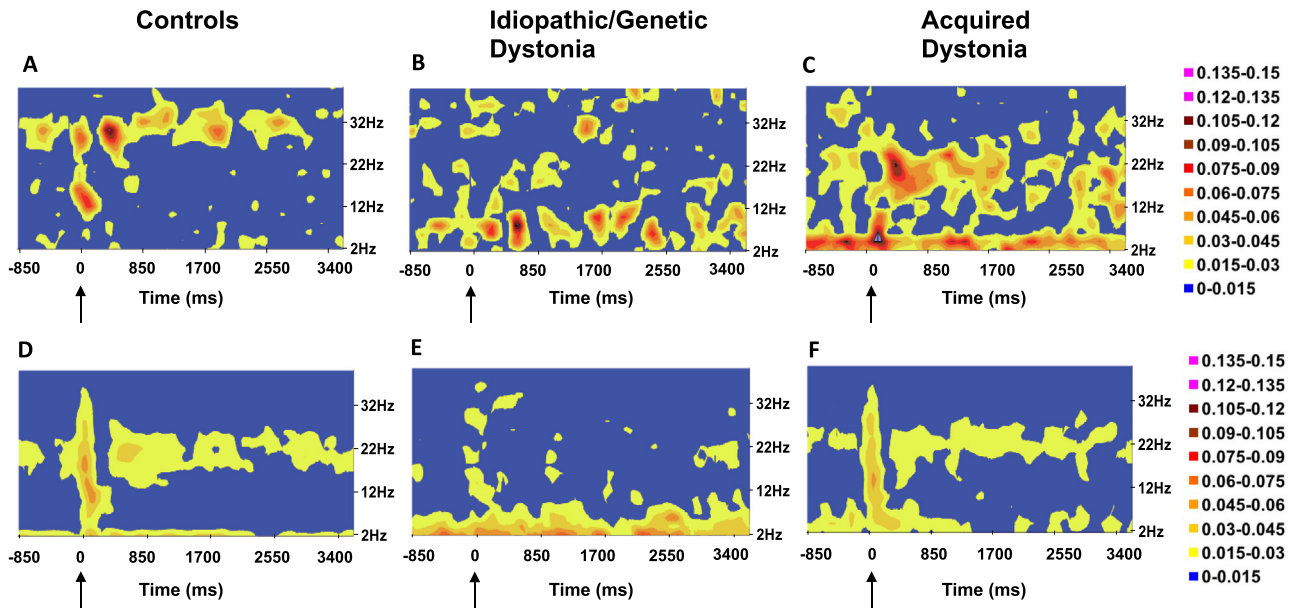 Controls
Idiopathic/Genetic
Dystonia
Acquired
Dystonia
A
32Hz
22Hz
12Hz
2Hz
-850 0 850 1700 2550 3400
Time (ms)
B
32Hz
22Hz
12Hz
2Hz
-850 0 850 1700 2550 3400
Time (ms)
C
32Hz
22Hz
12Hz
2Hz
-850 0 850 1700 2550 3400
Time (ms)
0.135-0.15
0.12-0.135
0.105-0.12
0.09-0.105
0.075-0.09
0.06-0.075
0.045-0.06
0.03-0.045
0.015-0.03
0-0.015
D
32Hz
22Hz
12Hz
2Hz
-850 0 850 1700 2550 3400
Time (ms)
E
32Hz
22Hz
12Hz
2Hz
-850 0 850 1700 2550 3400
Time (ms)
F
32Hz
22Hz
12Hz
2Hz
-850 0 850 1700 2550 3400
Time (ms)
0.135-0.15
0.12-0.135
0.105-0.12
0.09-0.105
0.075-0.09
0.06-0.075
0.045-0.06
0.03-0.045
0.015-0.03
0-0.015